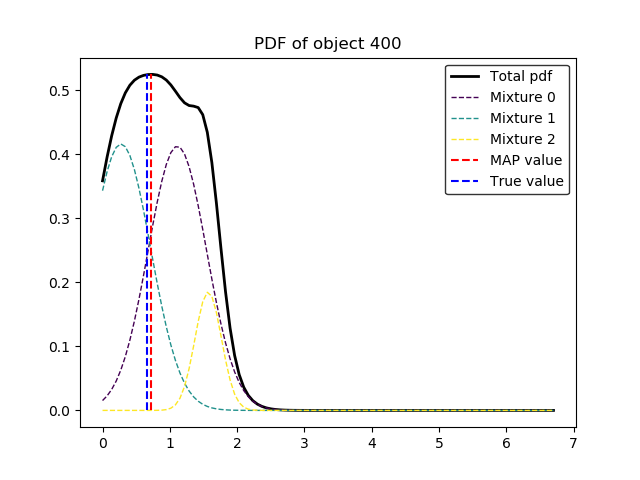 PDF of object 400
Total pdf
Mixture 0
Mixture 1
Mixture 2
MAP value
True value
0.5
0.4
0.3
0.2
0.1
0.0
0 1 2 3 4 5 6 7